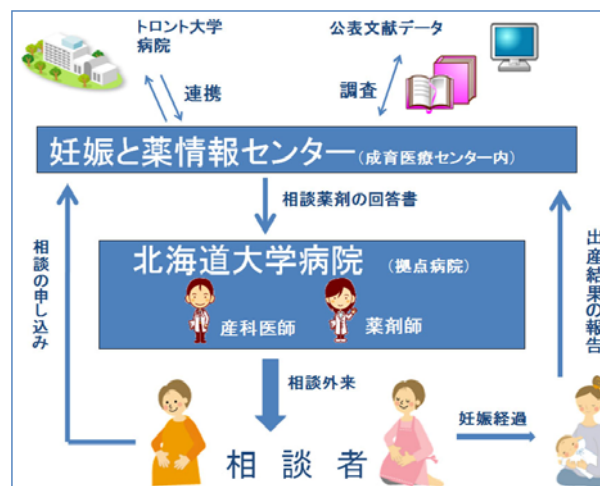 トロント大学
病院
公表文献データ
連携
調査
妊娠と薬情報センター(成育医療センター内)
相談薬剤の回答書
相談の申し込み
出産結果の報告
北海道大学病院 (拠点病院)
産科医師
薬剤師
相談外来
妊娠経過
相談者